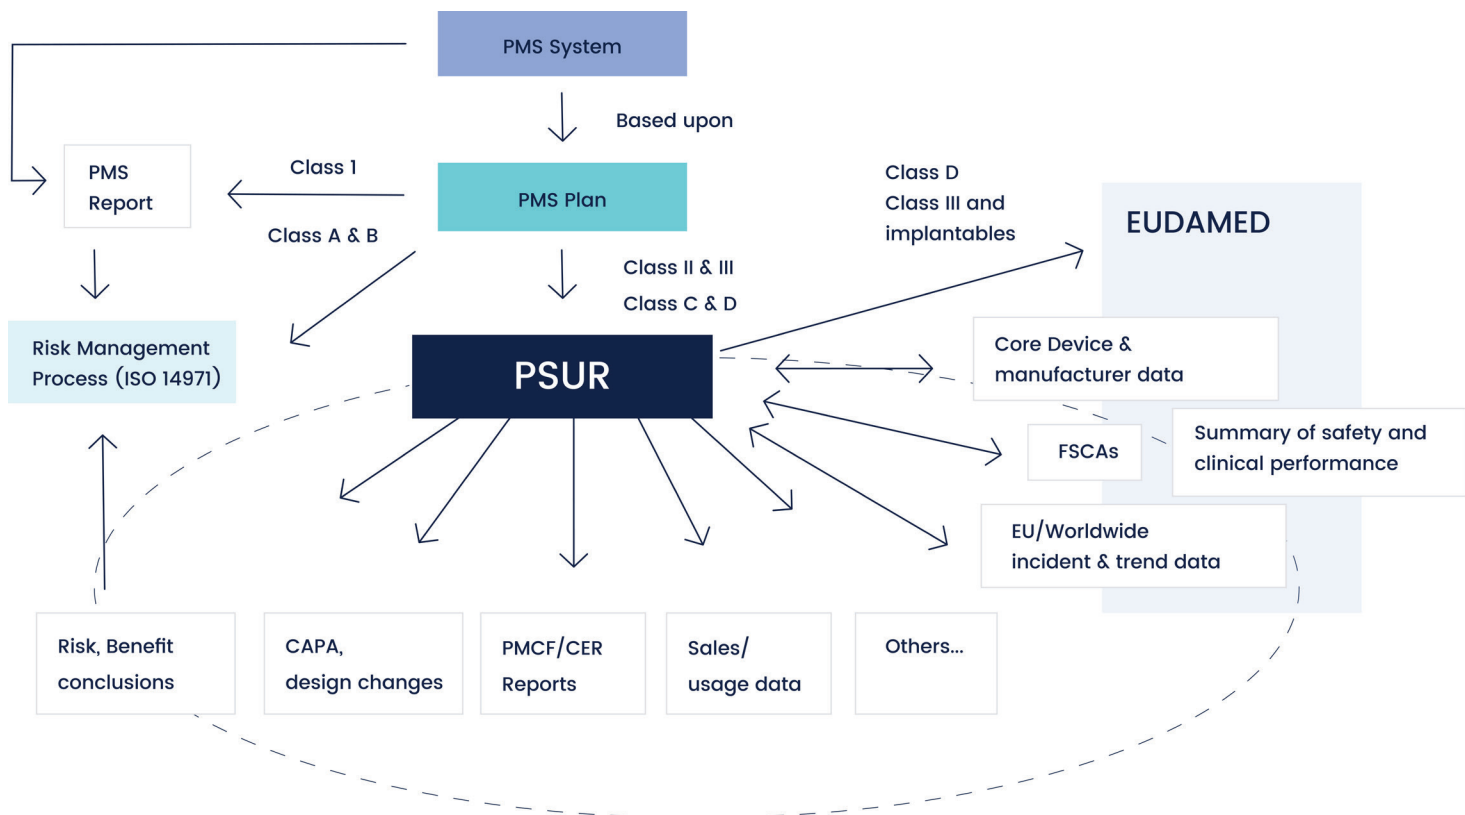 PMS System
Based upon
PMS
Report
Class 1
PMS Plan
Class A & B
Class D
Class III and
implantables
EUDAMED
Class II & III
Class C & D
Risk Management
Process (ISO 14971)
PSUR
Core Device &
manufacturer data
FSCAs
Summary of safety and
clinical performance
EU/Worldwide
incident & trend data
Risk, Benefit
conclusions
CAPA,
design changes
PMCF/CER
Reports
Sales/
usage data
Others...